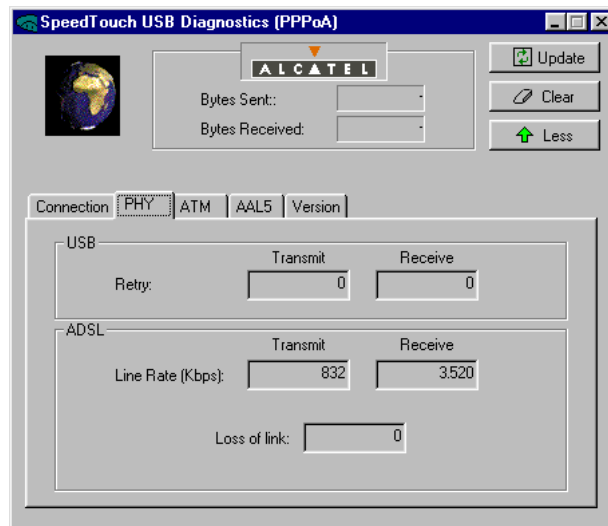 SpeedTouch USB Diagnostics (PPPoA)
ALCATEL
Bytes Sent:: -
Bytes Received: -
Update
Clear
Less
Connection PHY ATM AAL5 Version
USB
Transmit Receive
Retry: 0 0
ADSL
Transmit Receive
Line Rate (Kbps): 832 3.520
Loss of link: 0